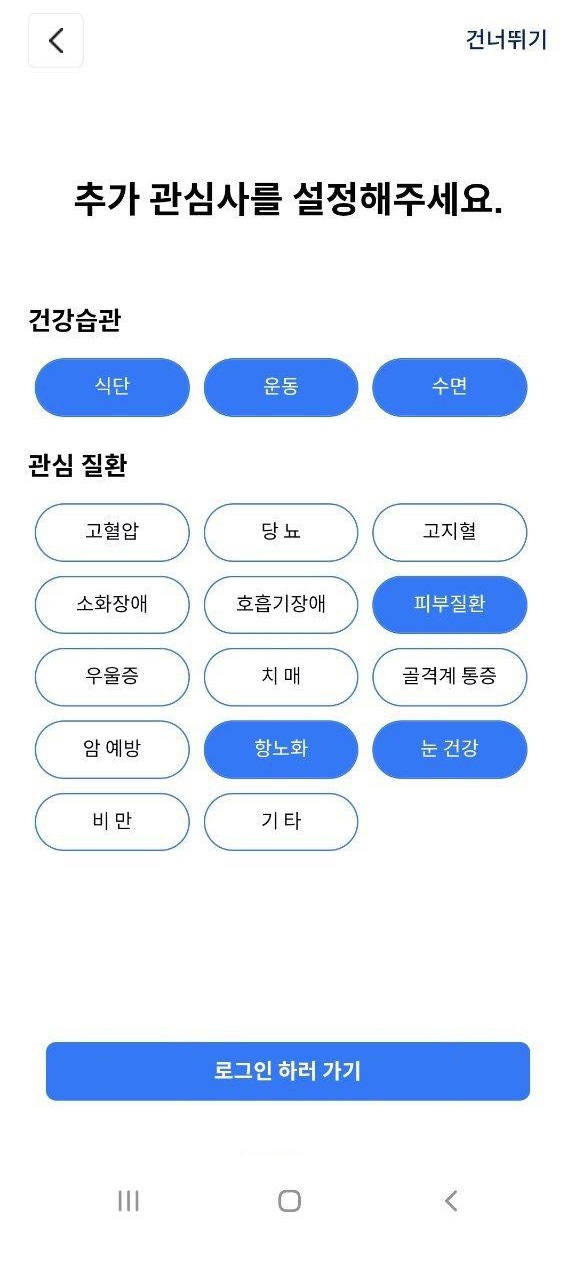 건너뛰기
추가 관심사를 설정해주세요.
건강습관
식단 운동 수면
관심 질환
고혈압 당 뇨 고지혈
소화장애 호흡기장애 피부질환
우울증 치 매 골격계 통증
암 예방 항노화 눈 건강
비 만 기 타
로그인 하러 가기